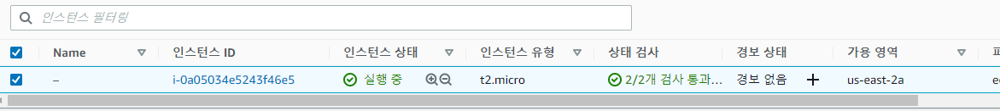 인스턴스 필터링
Name 인스턴스 ID 인스턴스 상태 인스턴스 유형 상태 검사 경보 상태 가용 영역
– i-0a05034e5243f46e5 실행 중 t2.micro 2/2개 검사 통과... 경보 없음 + us-east-2a